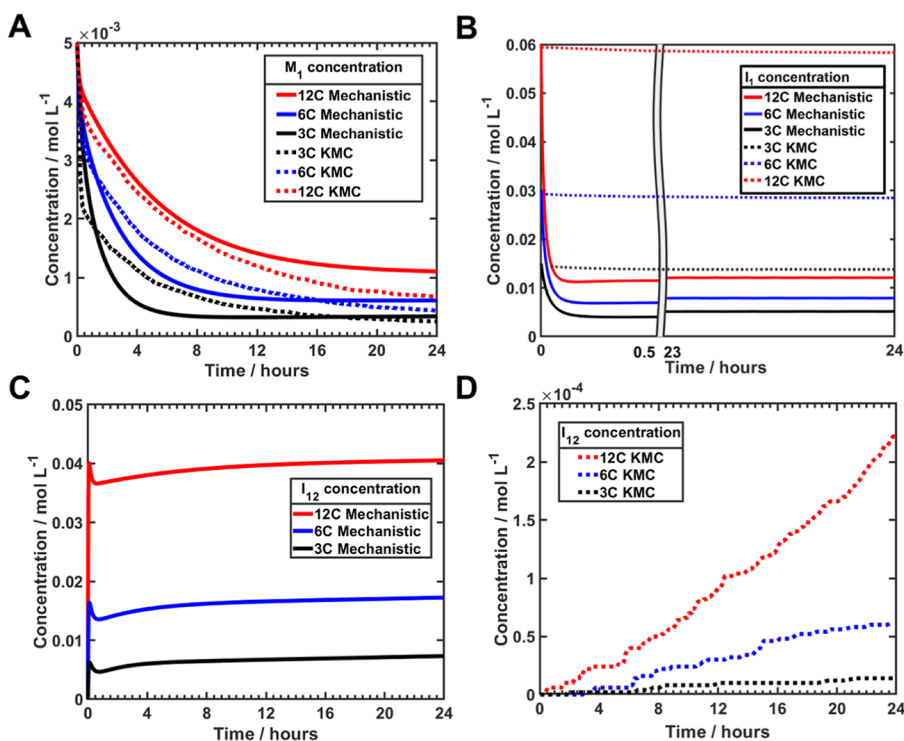 A
×10⁻³
5
4
3
2
1
0
Concentration / mol L⁻¹
M₁ concentration
12C Mechanistic
6C Mechanistic
3C Mechanistic
3C KMC
6C KMC
12C KMC
0 4 8 12 16 20 24
Time / hours
B
0.06
0.05
0.04
0.03
0.02
0.01
0
Concentration / mol L⁻¹
I₁ concentration
12C Mechanistic
6C Mechanistic
3C Mechanistic
3C KMC
6C KMC
12C KMC
0 0.5 23 24
Time / hours
C
0.05
0.04
0.03
0.02
0.01
0
Concentration / mol L⁻¹
I₁₂ concentration
12C Mechanistic
6C Mechanistic
3C Mechanistic
0 4 8 12 16 20 24
Time / hours
D
×10⁻⁴
2.5
2
1.5
1
0.5
0
Concentration / mol L⁻¹
I₁₂ concentration
12C KMC
6C KMC
3C KMC
0 4 8 12 16 20 24
Time / hours